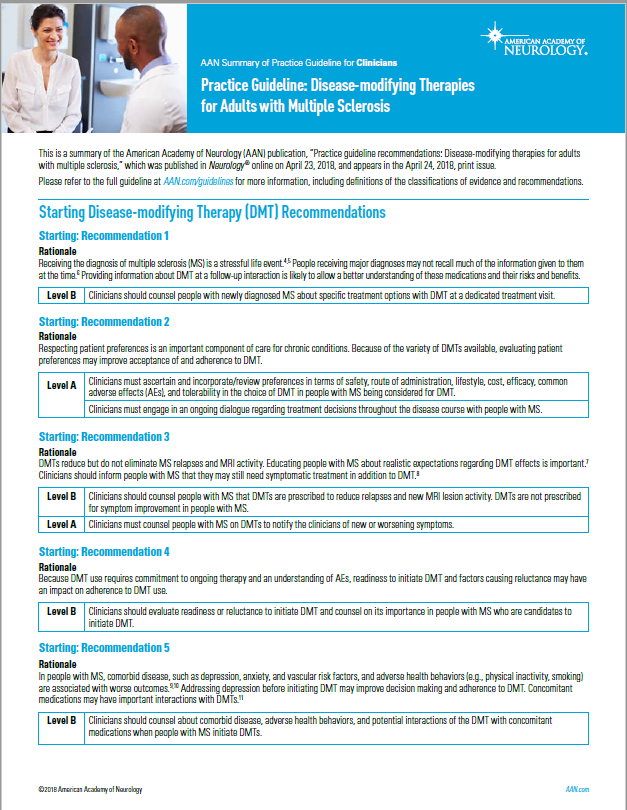 AMERICAN ACADEMY OF
NEUROLOGY®
AAN Summary of Practice Guideline for Clinicians
Practice Guideline: Disease-modifying Therapies
for Adults with Multiple Sclerosis
This is a summary of the American Academy of Neurology (AAN) publication, "Practice guideline recommendations: Disease-modifying therapies for adults
with multiple sclerosis," which was published in Neurology® online on April 23, 2018, and appears in the April 24, 2018, print issue.
Please refer to the full guideline at AAN.com/guidelines for more information, including definitions of the classifications of evidence and recommendations.
Starting Disease-modifying Therapy (DMT) Recommendations
Starting: Recommendation 1
Rationale
Receiving the diagnosis of multiple sclerosis (MS) is a stressful life event.4,5 People receiving major diagnoses may not recall much of the information given to them
at the time.6 Providing information about DMT at a follow-up interaction is likely to allow a better understanding of these medications and their risks and benefits.
Level B Clinicians should counsel people with newly diagnosed MS about specific treatment options with DMT at a dedicated treatment visit.
Starting: Recommendation 2
Rationale
Respecting patient preferences is an important component of care for chronic conditions. Because of the variety of DMTs available, evaluating patient
preferences may improve acceptance of and adherence to DMT.
Level A Clinicians must ascertain and incorporate/review preferences in terms of safety, route of administration, lifestyle, cost, efficacy, common
adverse effects (AEs), and tolerability in the choice of DMT in people with MS being considered for DMT.
Clinicians must engage in an ongoing dialogue regarding treatment decisions throughout the disease course with people with MS.
Starting: Recommendation 3
Rationale
DMTs reduce but do not eliminate MS relapses and MRI activity. Educating people with MS about realistic expectations regarding DMT effects is important.7
Clinicians should inform people with MS that they may still need symptomatic treatment in addition to DMT.8
Level B Clinicians should counsel people with MS that DMTs are prescribed to reduce relapses and new MRI lesion activity. DMTs are not prescribed
for symptom improvement in people with MS.
Level A Clinicians must counsel people with MS on DMTs to notify the clinicians of new or worsening symptoms.
Starting: Recommendation 4
Rationale
Because DMT use requires commitment to ongoing therapy and an understanding of AEs, readiness to initiate DMT and factors causing reluctance may have
an impact on adherence to DMT use.
Level B Clinicians should evaluate readiness or reluctance to initiate DMT and counsel on its importance in people with MS who are candidates to
initiate DMT.
Starting: Recommendation 5
Rationale
In people with MS, comorbid disease, such as depression, anxiety, and vascular risk factors, and adverse health behaviors (e.g., physical inactivity, smoking)
are associated with worse outcomes.9,10 Addressing depression before initiating DMT may improve decision making and adherence to DMT. Concomitant
medications may have important interactions with DMTs.11
Level B Clinicians should counsel about comorbid disease, adverse health behaviors, and potential interactions of the DMT with concomitant
medications when people with MS initiate DMTs.
©2018 American Academy of Neurology
AAN.com